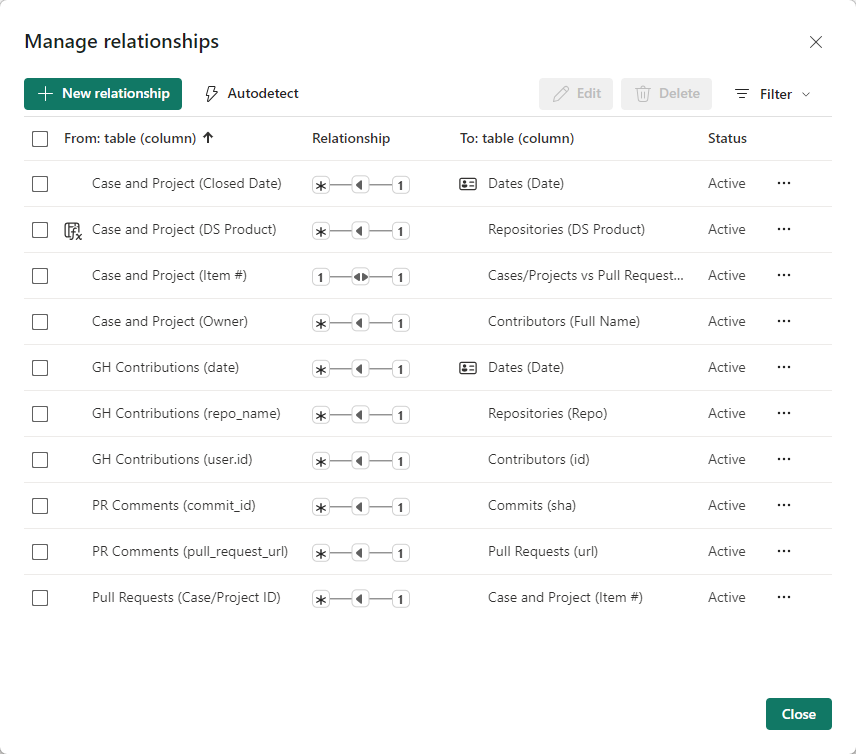 Manage relationships
New relationship Autodetect Edit Delete Filter
From: table (column) Relationship To: table (column) Status
Case and Project (Closed Date) * 1 Dates (Date) Active
Case and Project (DS Product) * 1 Repositories (DS Product) Active
Case and Project (Item #) 1 1 Cases/Projects vs Pull Request... Active
Case and Project (Owner) * 1 Contributors (Full Name) Active
GH Contributions (date) * 1 Dates (Date) Active
GH Contributions (repo_name) * 1 Repositories (Repo) Active
GH Contributions (user.id) * 1 Contributors (id) Active
PR Comments (commit_id) * 1 Commits (sha) Active
PR Comments (pull_request_url) * 1 Pull Requests (url) Active
Pull Requests (Case/Project ID) * 1 Case and Project (Item #) Active
Close